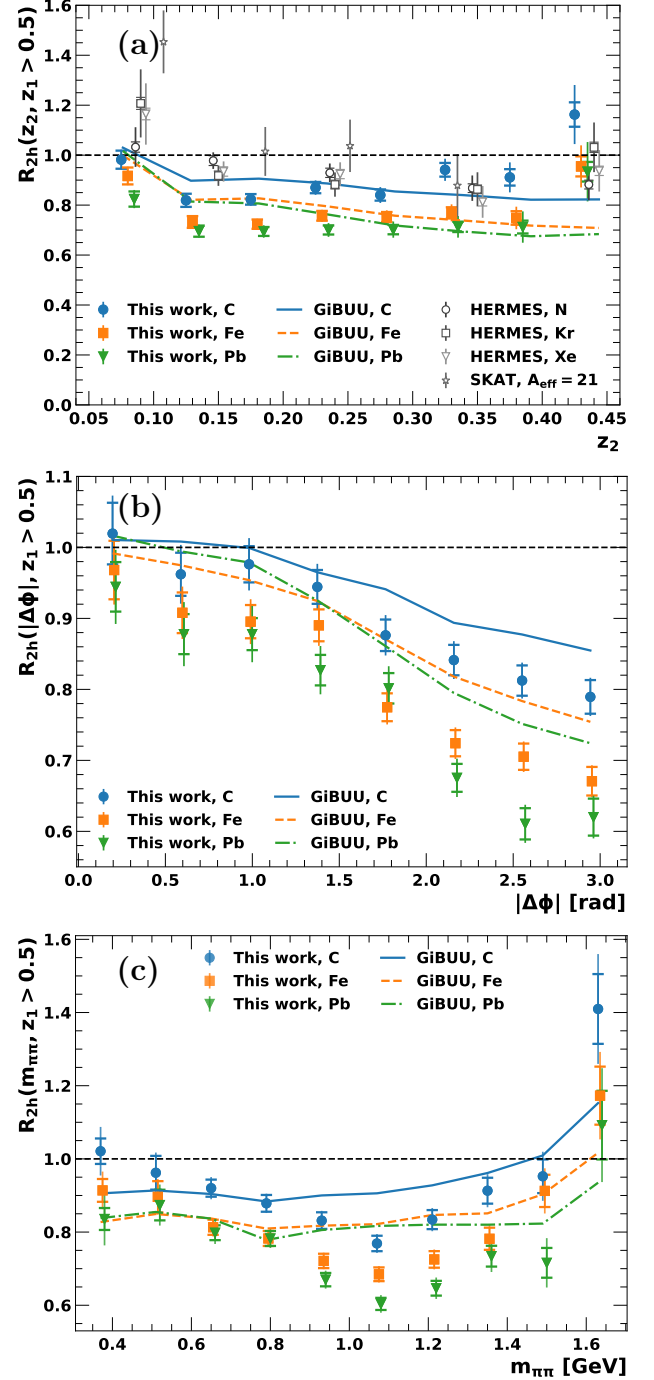 (a)
R2h(z2, z1 > 0.5)
1.6
1.4
1.2
1.0
0.8
0.6
0.4
0.2
0.0
This work, C
This work, Fe
This work, Pb
GiBUU, C
GiBUU, Fe
GiBUU, Pb
HERMES, N
HERMES, Kr
HERMES, Xe
SKAT, Aeff = 21
0.05 0.10 0.15 0.20 0.25 0.30 0.35 0.40 0.45
z2
(b)
R2h(|Δϕ|, z1 > 0.5)
1.1
1.0
0.9
0.8
0.7
0.6
This work, C
This work, Fe
This work, Pb
GiBUU, C
GiBUU, Fe
GiBUU, Pb
0.0 0.5 1.0 1.5 2.0 2.5 3.0
|Δϕ| [rad]
(c)
R2h(mππ, z1 > 0.5)
1.6
1.4
1.2
1.0
0.8
0.6
This work, C
This work, Fe
This work, Pb
GiBUU, C
GiBUU, Fe
GiBUU, Pb
0.4 0.6 0.8 1.0 1.2 1.4 1.6
mππ [GeV]